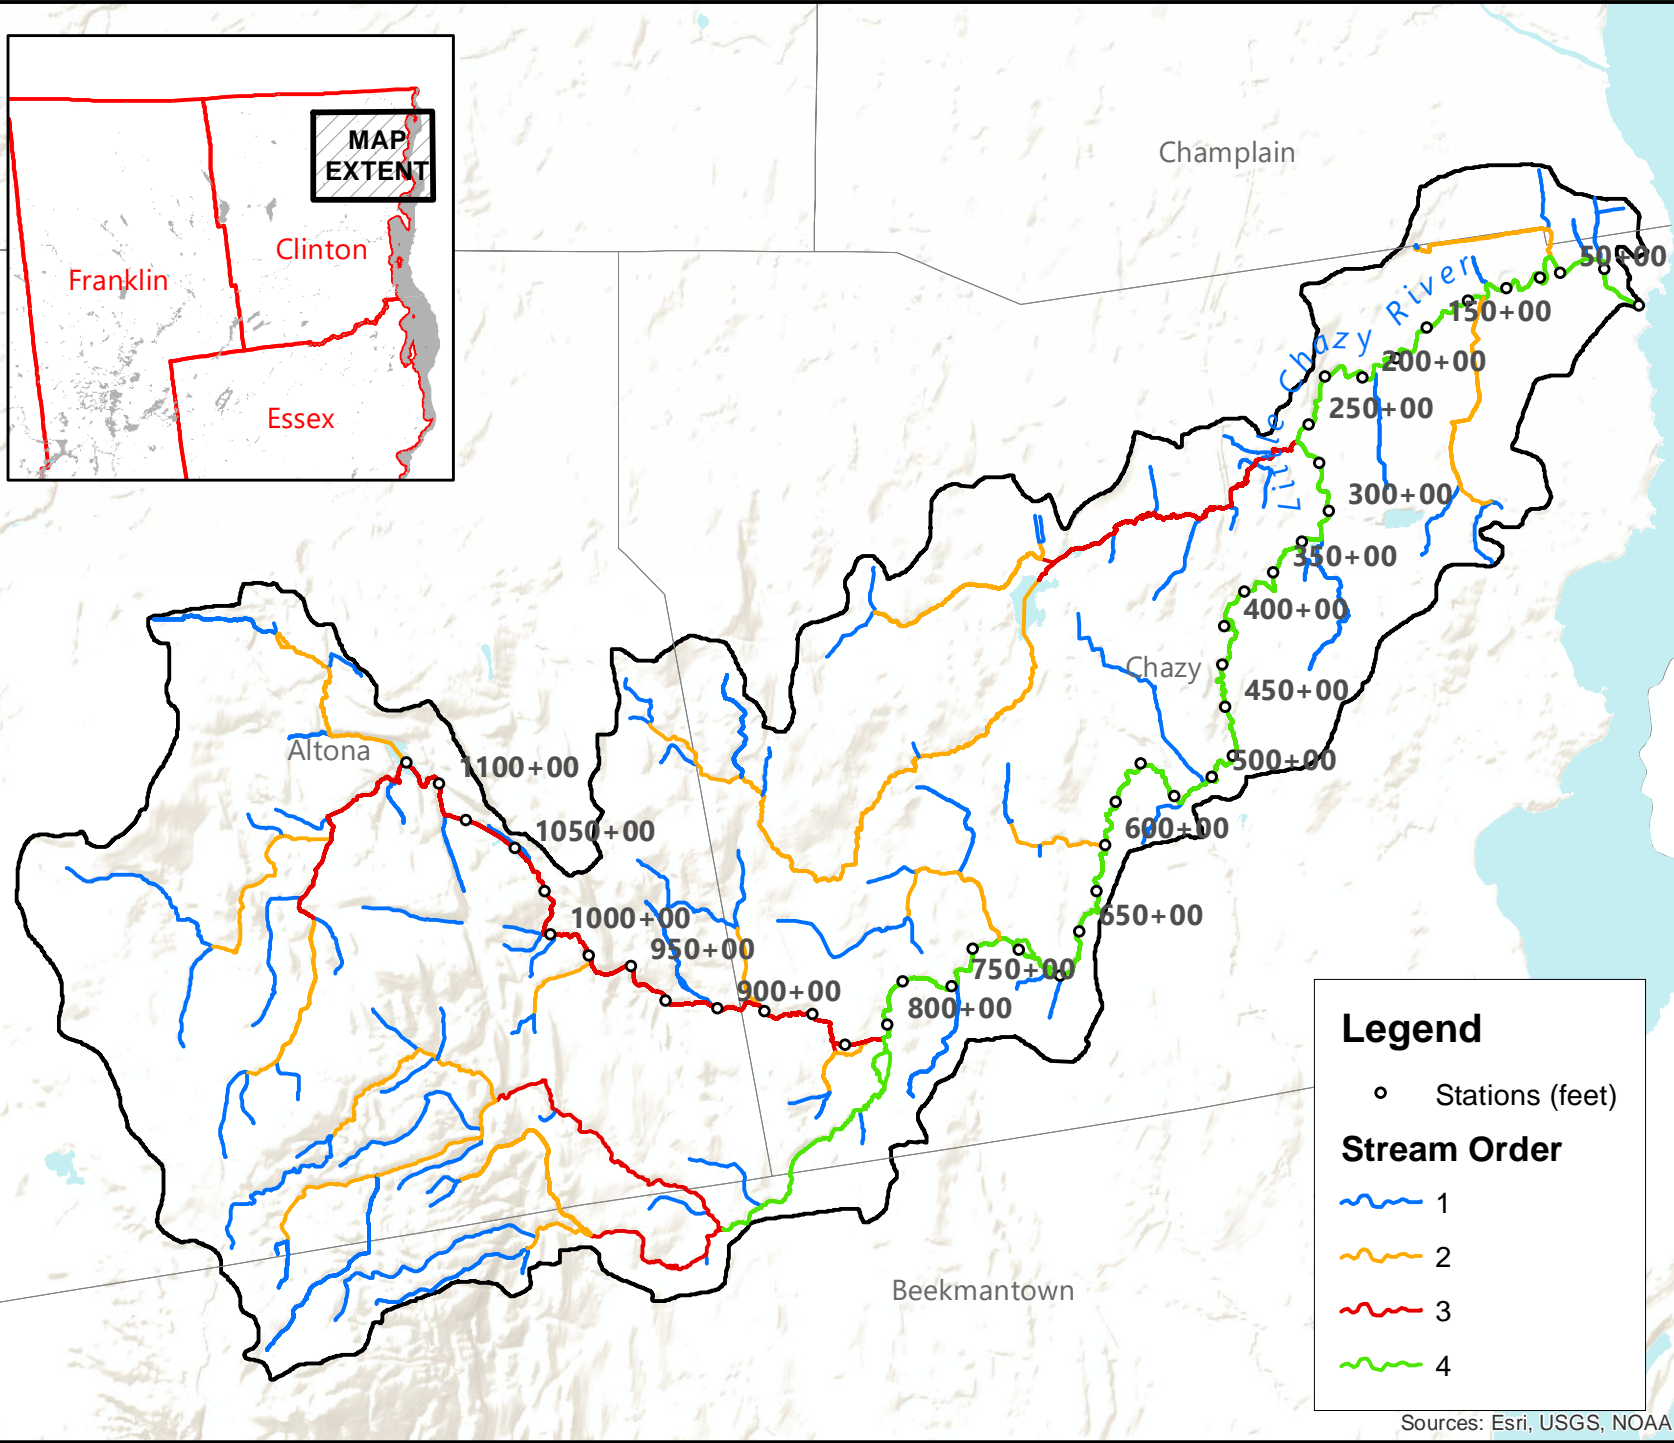 MAP
EXTENT
Franklin
Clinton
Essex
Champlain
Little Chazy River
50+00
150+00
200+00
250+00
300+00
350+00
400+00
Chazy
450+00
500+00
600+00
650+00
750+00
800+00
Altona
1100+00
1050+00
1000+00
950+00
900+00
Beekmantown
Legend
Stations (feet)
Stream Order
1
2
3
4
Sources: Esri, USGS, NOAA